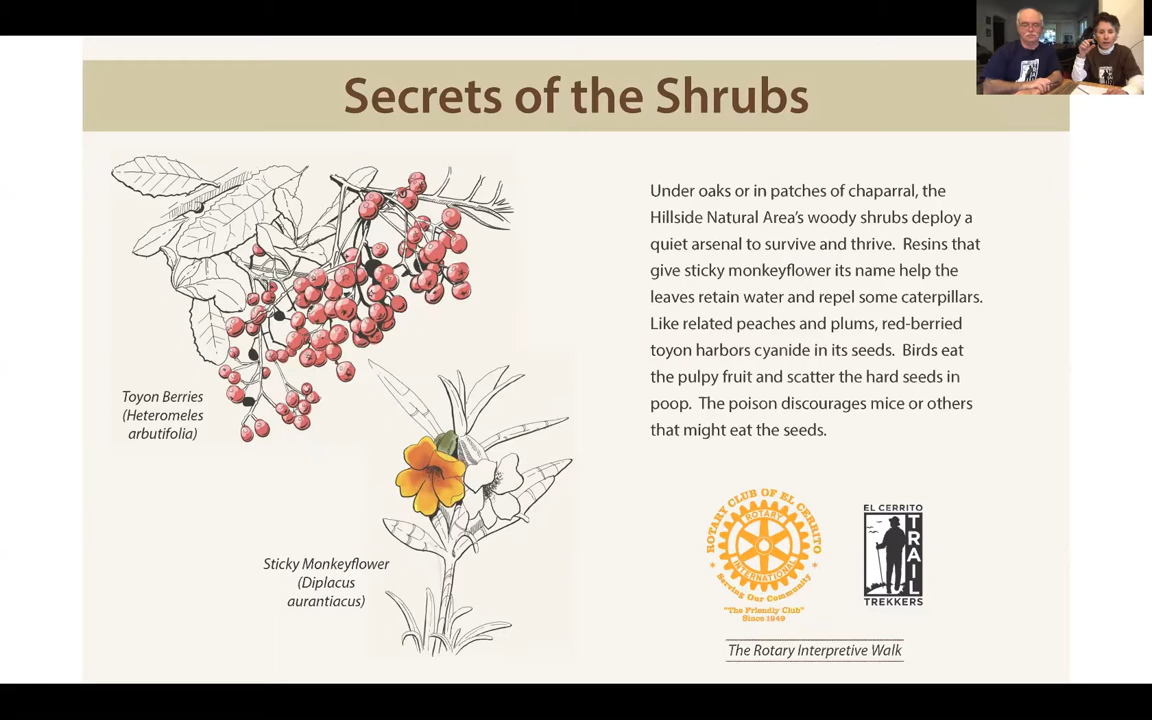 Secrets of the Shrubs
Under oaks or in patches of chaparral, the
Hillside Natural Area's woody shrubs deploy a
quiet arsenal to survive and thrive. Resins that
give sticky monkeyflower its name help the
leaves retain water and repel some caterpillars.
Like related peaches and plums, red-berried
toyon harbors cyanide in its seeds. Birds eat
the pulpy fruit and scatter the hard seeds in
poop. The poison discourages mice or others
that might eat the seeds.
Toyon Berries
(Heteromeles
arbutifolia)
Sticky Monkeyflower
(Diplacus
aurantiacus)
ROTARY CLUB OF EL CERRITO
ROTARY
INTERNATIONAL
Serving Our Community
"The Friendly Club"
Since 1949
EL CERRITO
TRAIL
TREKKERS
The Rotary Interpretive Walk